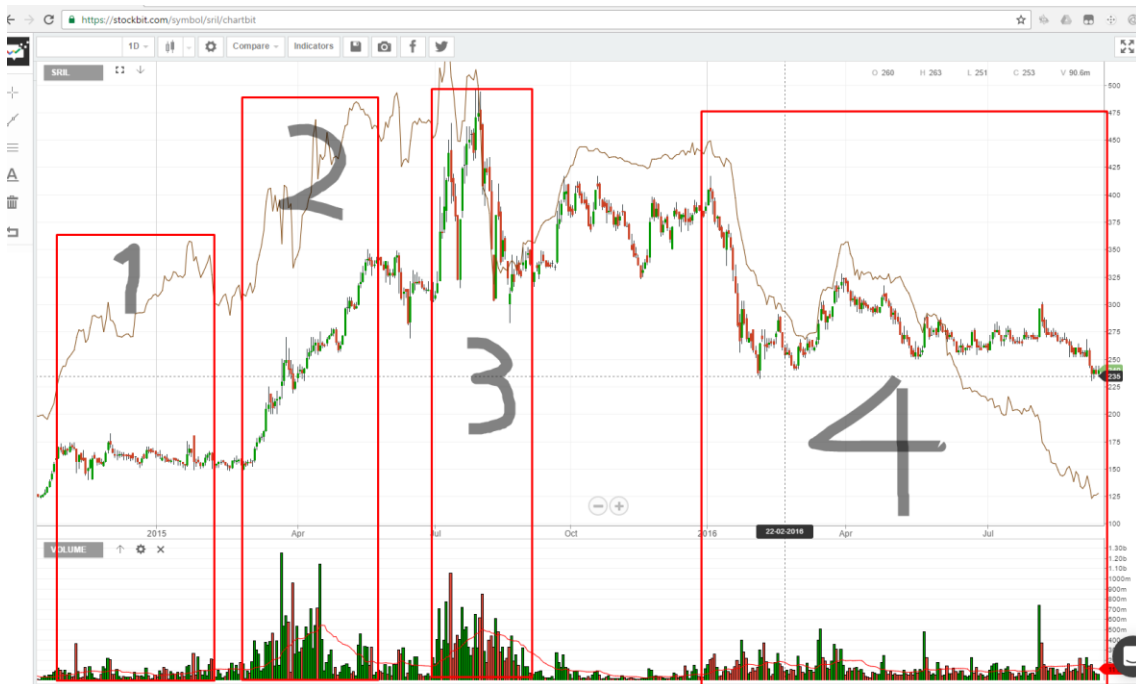 https://stockbit.com/symbol/sril/chartbit
1D Compare Indicators
SRIL
O 260 H 263 L 251 C 253 V 90.6m
500
475
450
425
400
375
350
325
300
275
250
235
200
175
150
125
100
1
2
3
4
2015 Apr Jul Oct 2016 22-02-2016 Apr Jul
VOLUME
1.30b
1.20b
1.10b
1000m
900m
800m
700m
600m
500m
400m
300m